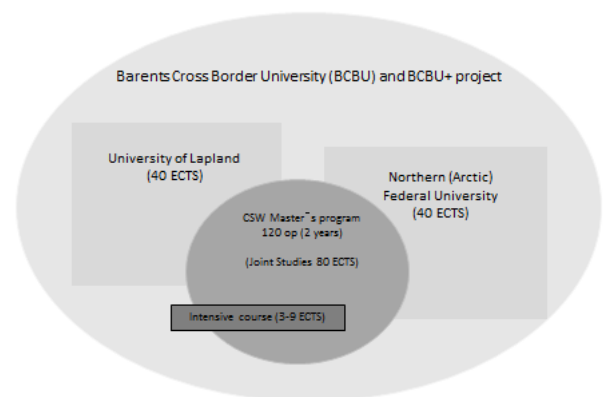 Barents Cross Border University (BCBU) and BCBU+ project
University of Lapland
(40 ECTS)
Northern (Arctic)
Federal University
(40 ECTS)
CSW Master¨s program
120 op (2 years)
(Joint Studies 80 ECTS)
Intensive course (3-9 ECTS)